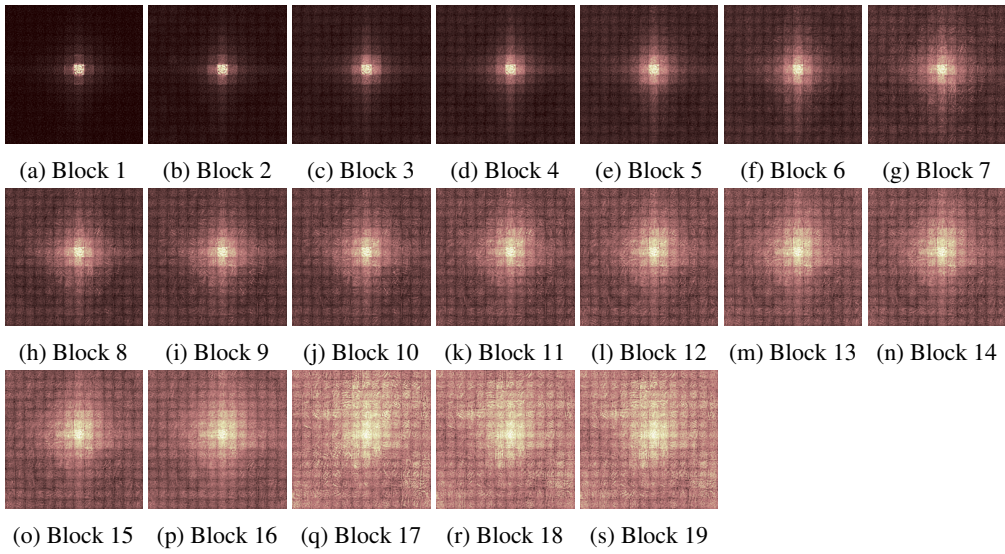 (a) Block 1 (b) Block 2 (c) Block 3 (d) Block 4 (e) Block 5 (f) Block 6 (g) Block 7
(h) Block 8 (i) Block 9 (j) Block 10 (k) Block 11 (l) Block 12 (m) Block 13 (n) Block 14
(o) Block 15 (p) Block 16 (q) Block 17 (r) Block 18 (s) Block 19